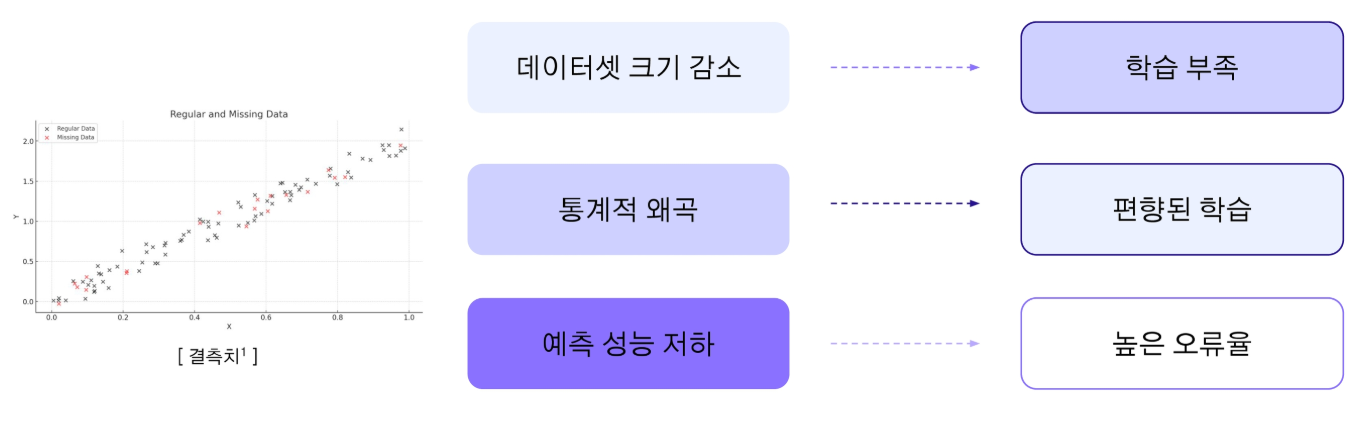 Regular and Missing Data
Regular Data
Missing Data
2.0
1.5
1.0
0.5
0.0
Y
0.0 0.2 0.4 0.6 0.8 1.0
X
[ 결측치¹ ]
데이터셋 크기 감소
학습 부족
통계적 왜곡
편향된 학습
예측 성능 저하
높은 오류율